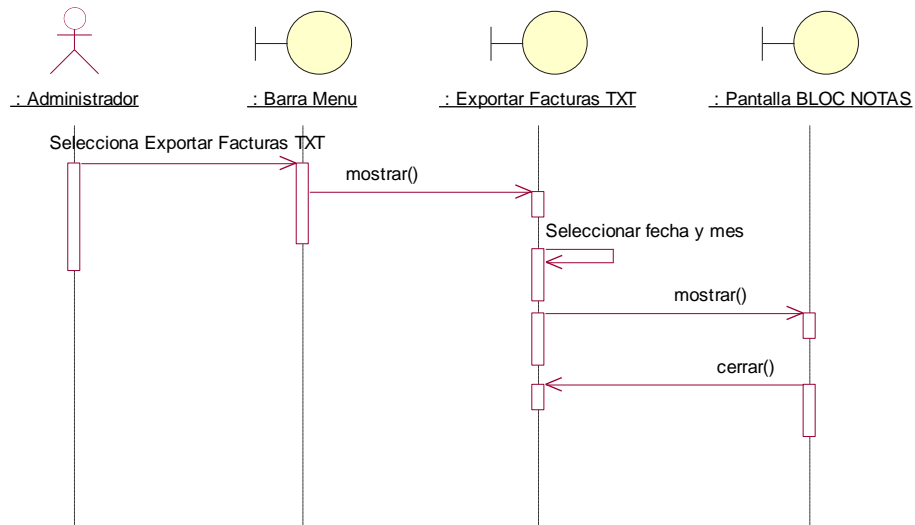 : Administrador
: Barra Menu
: Exportar Facturas TXT
: Pantalla BLOC NOTAS
Selecciona Exportar Facturas TXT
mostrar()
Seleccionar fecha y mes
mostrar()
cerrar()